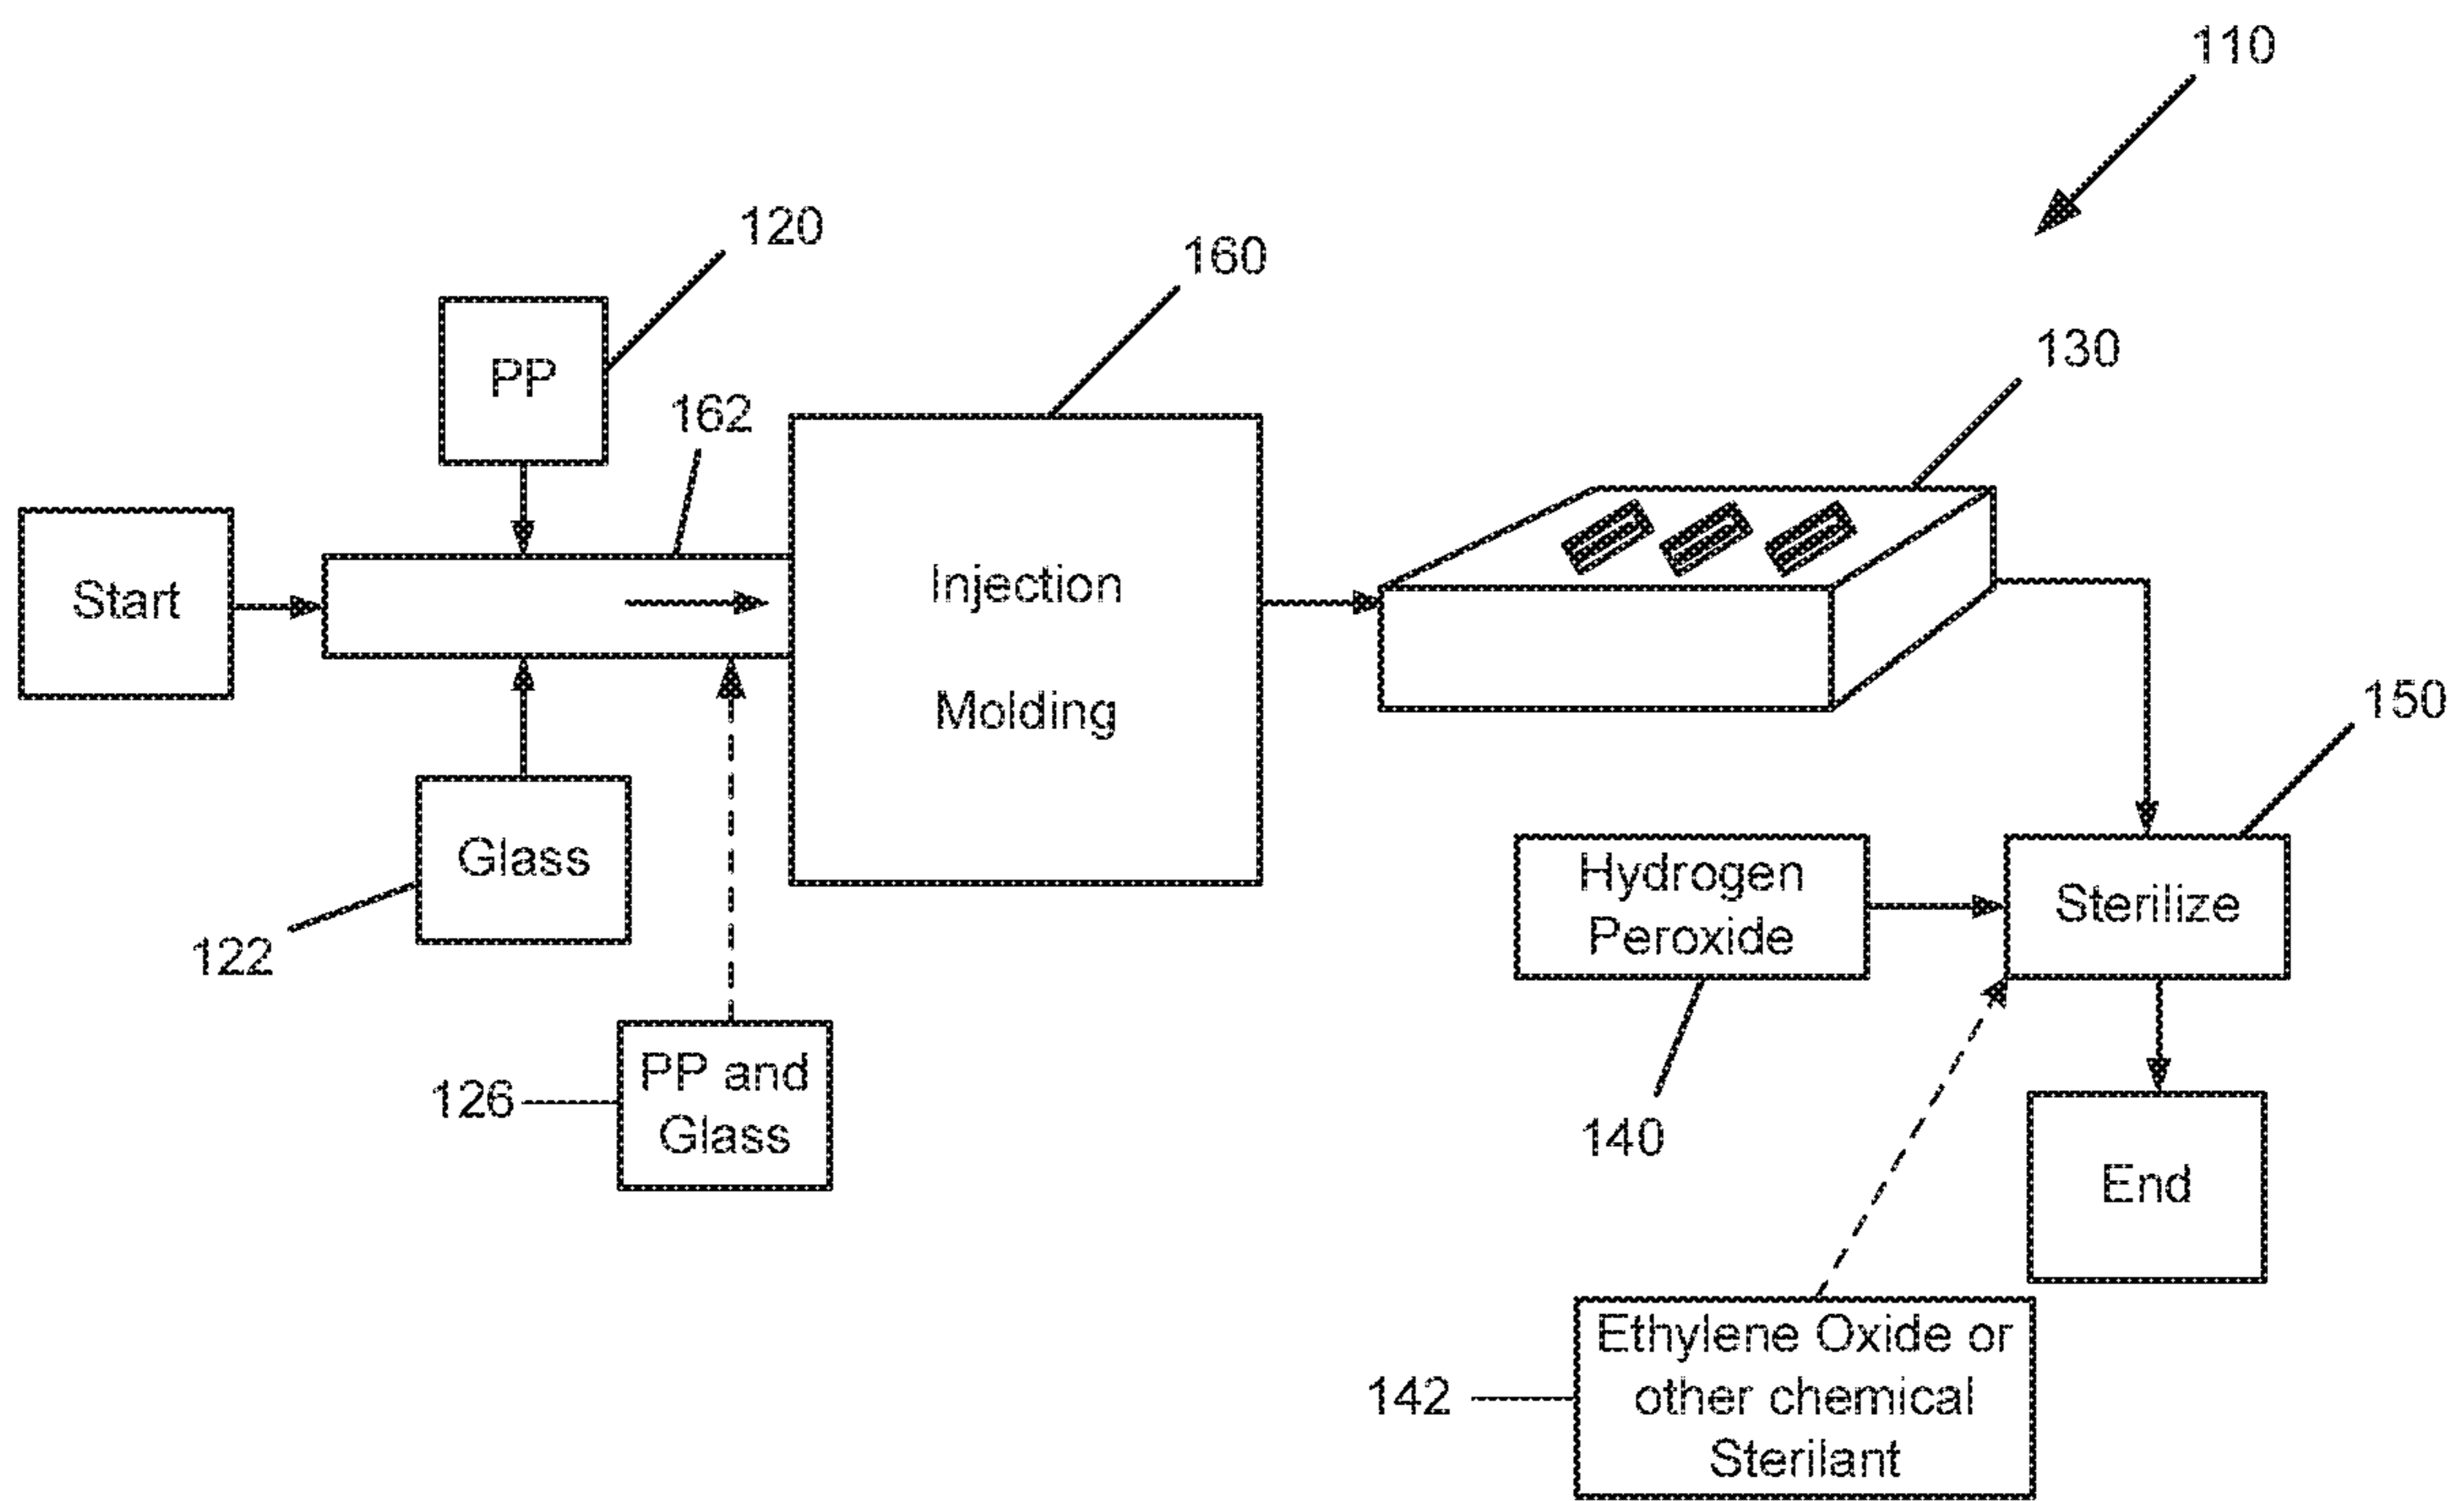 110
120
160
PP
162
130
Start
Injection
Molding
150
Glass
122
Hydrogen
Peroxide
Sterilize
PP and
Glass
126
140
End
Ethylene Oxide or
other chemical
Sterilant
142